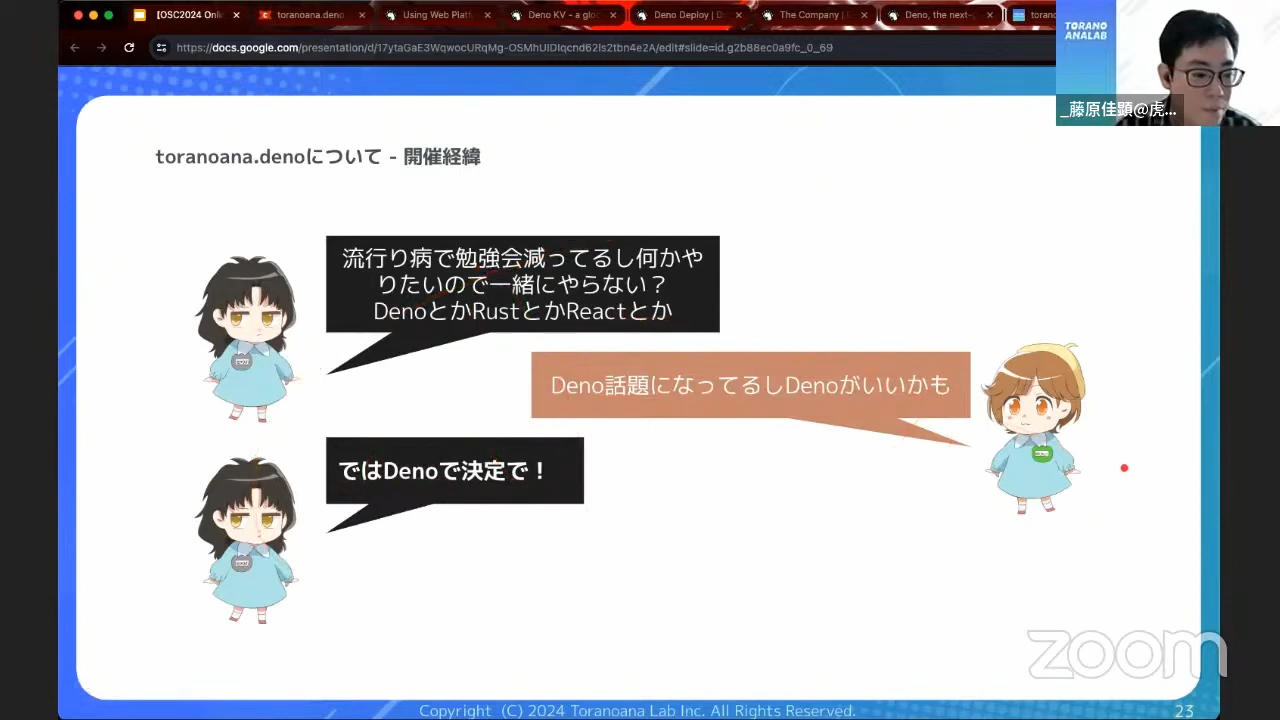 [OSC2024 Onli
toranoana.deno
Using Web Platf
Deno KV - a glo
Deno Deploy | D
The Company |
Deno, the next-
torano
https://docs.google.com/presentation/d/17ytaGaE3WqwocURqMg-OSMhUIDIqcnd62Is2tbn4e2A/edit#slide=id.g2b88ec0a9fc_0_69
TORANO
ANALAB
_藤原佳顕@虎...
toranoana.denoについて - 開催経緯
流行り病で勉強会減ってるし何かや
りたいので一緒にやらない？
DenoとかRustとかReactとか
Deno話題になってるしDenoがいいかも
ではDenoで決定で！
zoom
Copyright (C) 2024 Toranoana Lab Inc. All Rights Reserved.
23